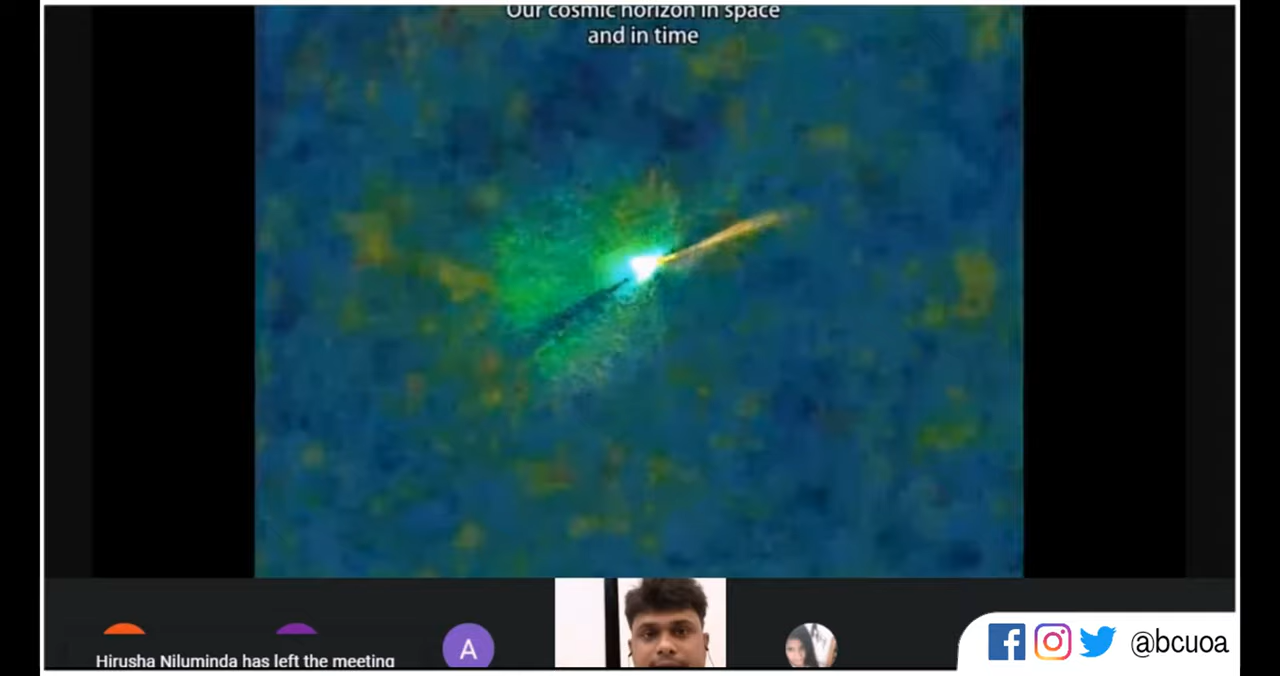 Our cosmic horizon in space
and in time
A
Hirusha Niluminda has left the meeting
@bcuoa